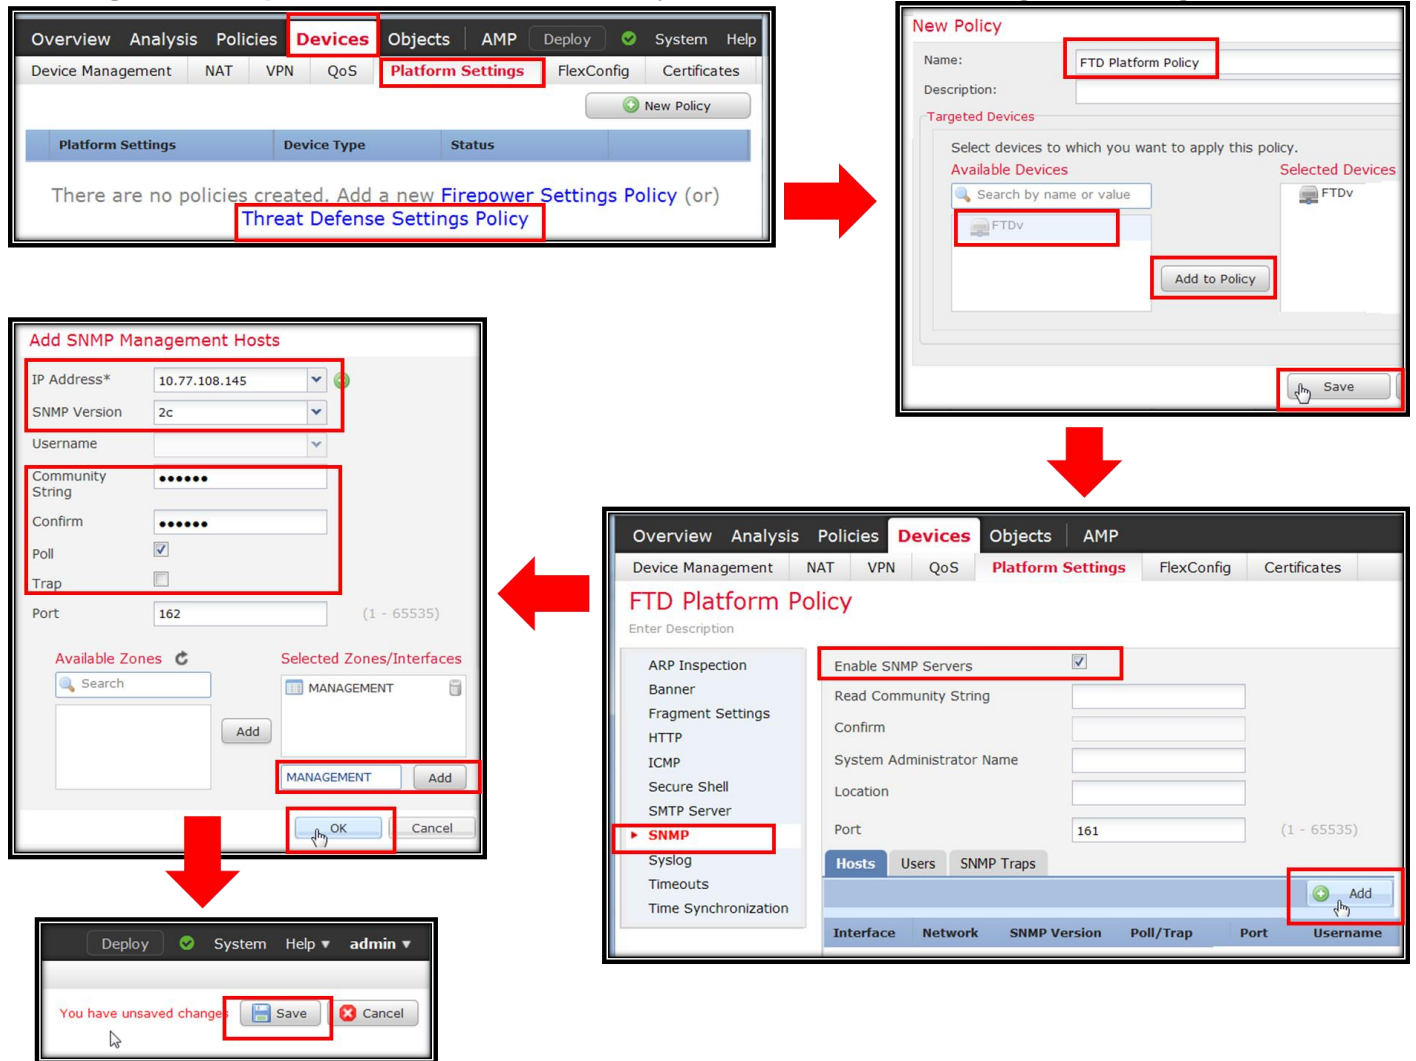 Overview Analysis Policies Devices Objects AMP Deploy System Help
Device Management NAT VPN QoS Platform Settings FlexConfig Certificates
New Policy
Platform Settings Device Type Status
There are no policies created. Add a new Firepower Settings Policy (or)
Threat Defense Settings Policy
New Policy
Name: FTD Platform Policy
Description:
Targeted Devices
Select devices to which you want to apply this policy.
Available Devices Selected Devices
Search by name or value FTDv
FTDv
Add to Policy
Save
Overview Analysis Policies Devices Objects AMP
Device Management NAT VPN QoS Platform Settings FlexConfig Certificates
FTD Platform Policy
Enter Description
ARP Inspection
Banner
Fragment Settings
HTTP
ICMP
Secure Shell
SMTP Server
SNMP
Syslog
Timeouts
Time Synchronization
Enable SNMP Servers
Read Community String
Confirm
System Administrator Name
Location
Port 161 (1 - 65535)
Hosts Users SNMP Traps
Add
Interface Network SNMP Version Poll/Trap Port Username
Add SNMP Management Hosts
IP Address* 10.77.108.145
SNMP Version 2c
Username
Community
String ••••••
Confirm ••••••
Poll
Trap
Port 162 (1 - 65535)
Available Zones Selected Zones/Interfaces
Search MANAGEMENT
Add
MANAGEMENT Add
OK Cancel
Deploy System Help admin
You have unsaved changes Save Cancel